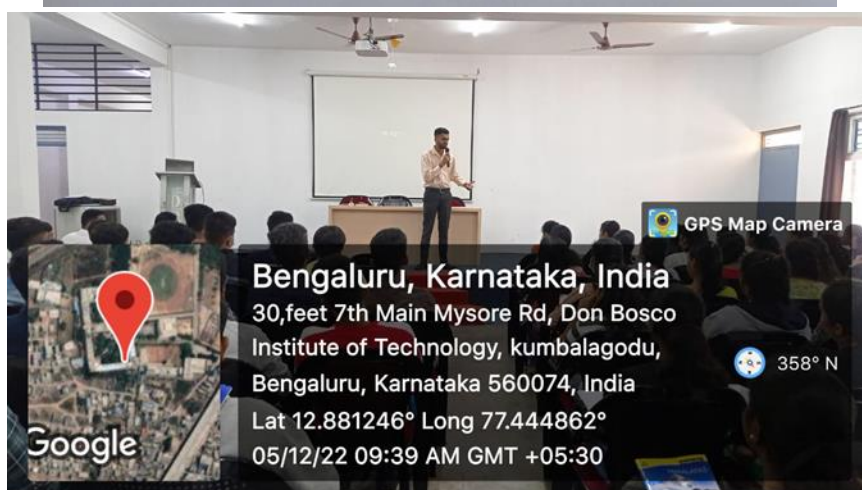 GPS Map Camera
Bengaluru, Karnataka, India
30,feet 7th Main Mysore Rd, Don Bosco
Institute of Technology, kumbalagodu,
Bengaluru, Karnataka 560074, India
358° N
Lat 12.881246° Long 77.444862°
05/12/22 09:39 AM GMT +05:30
Google